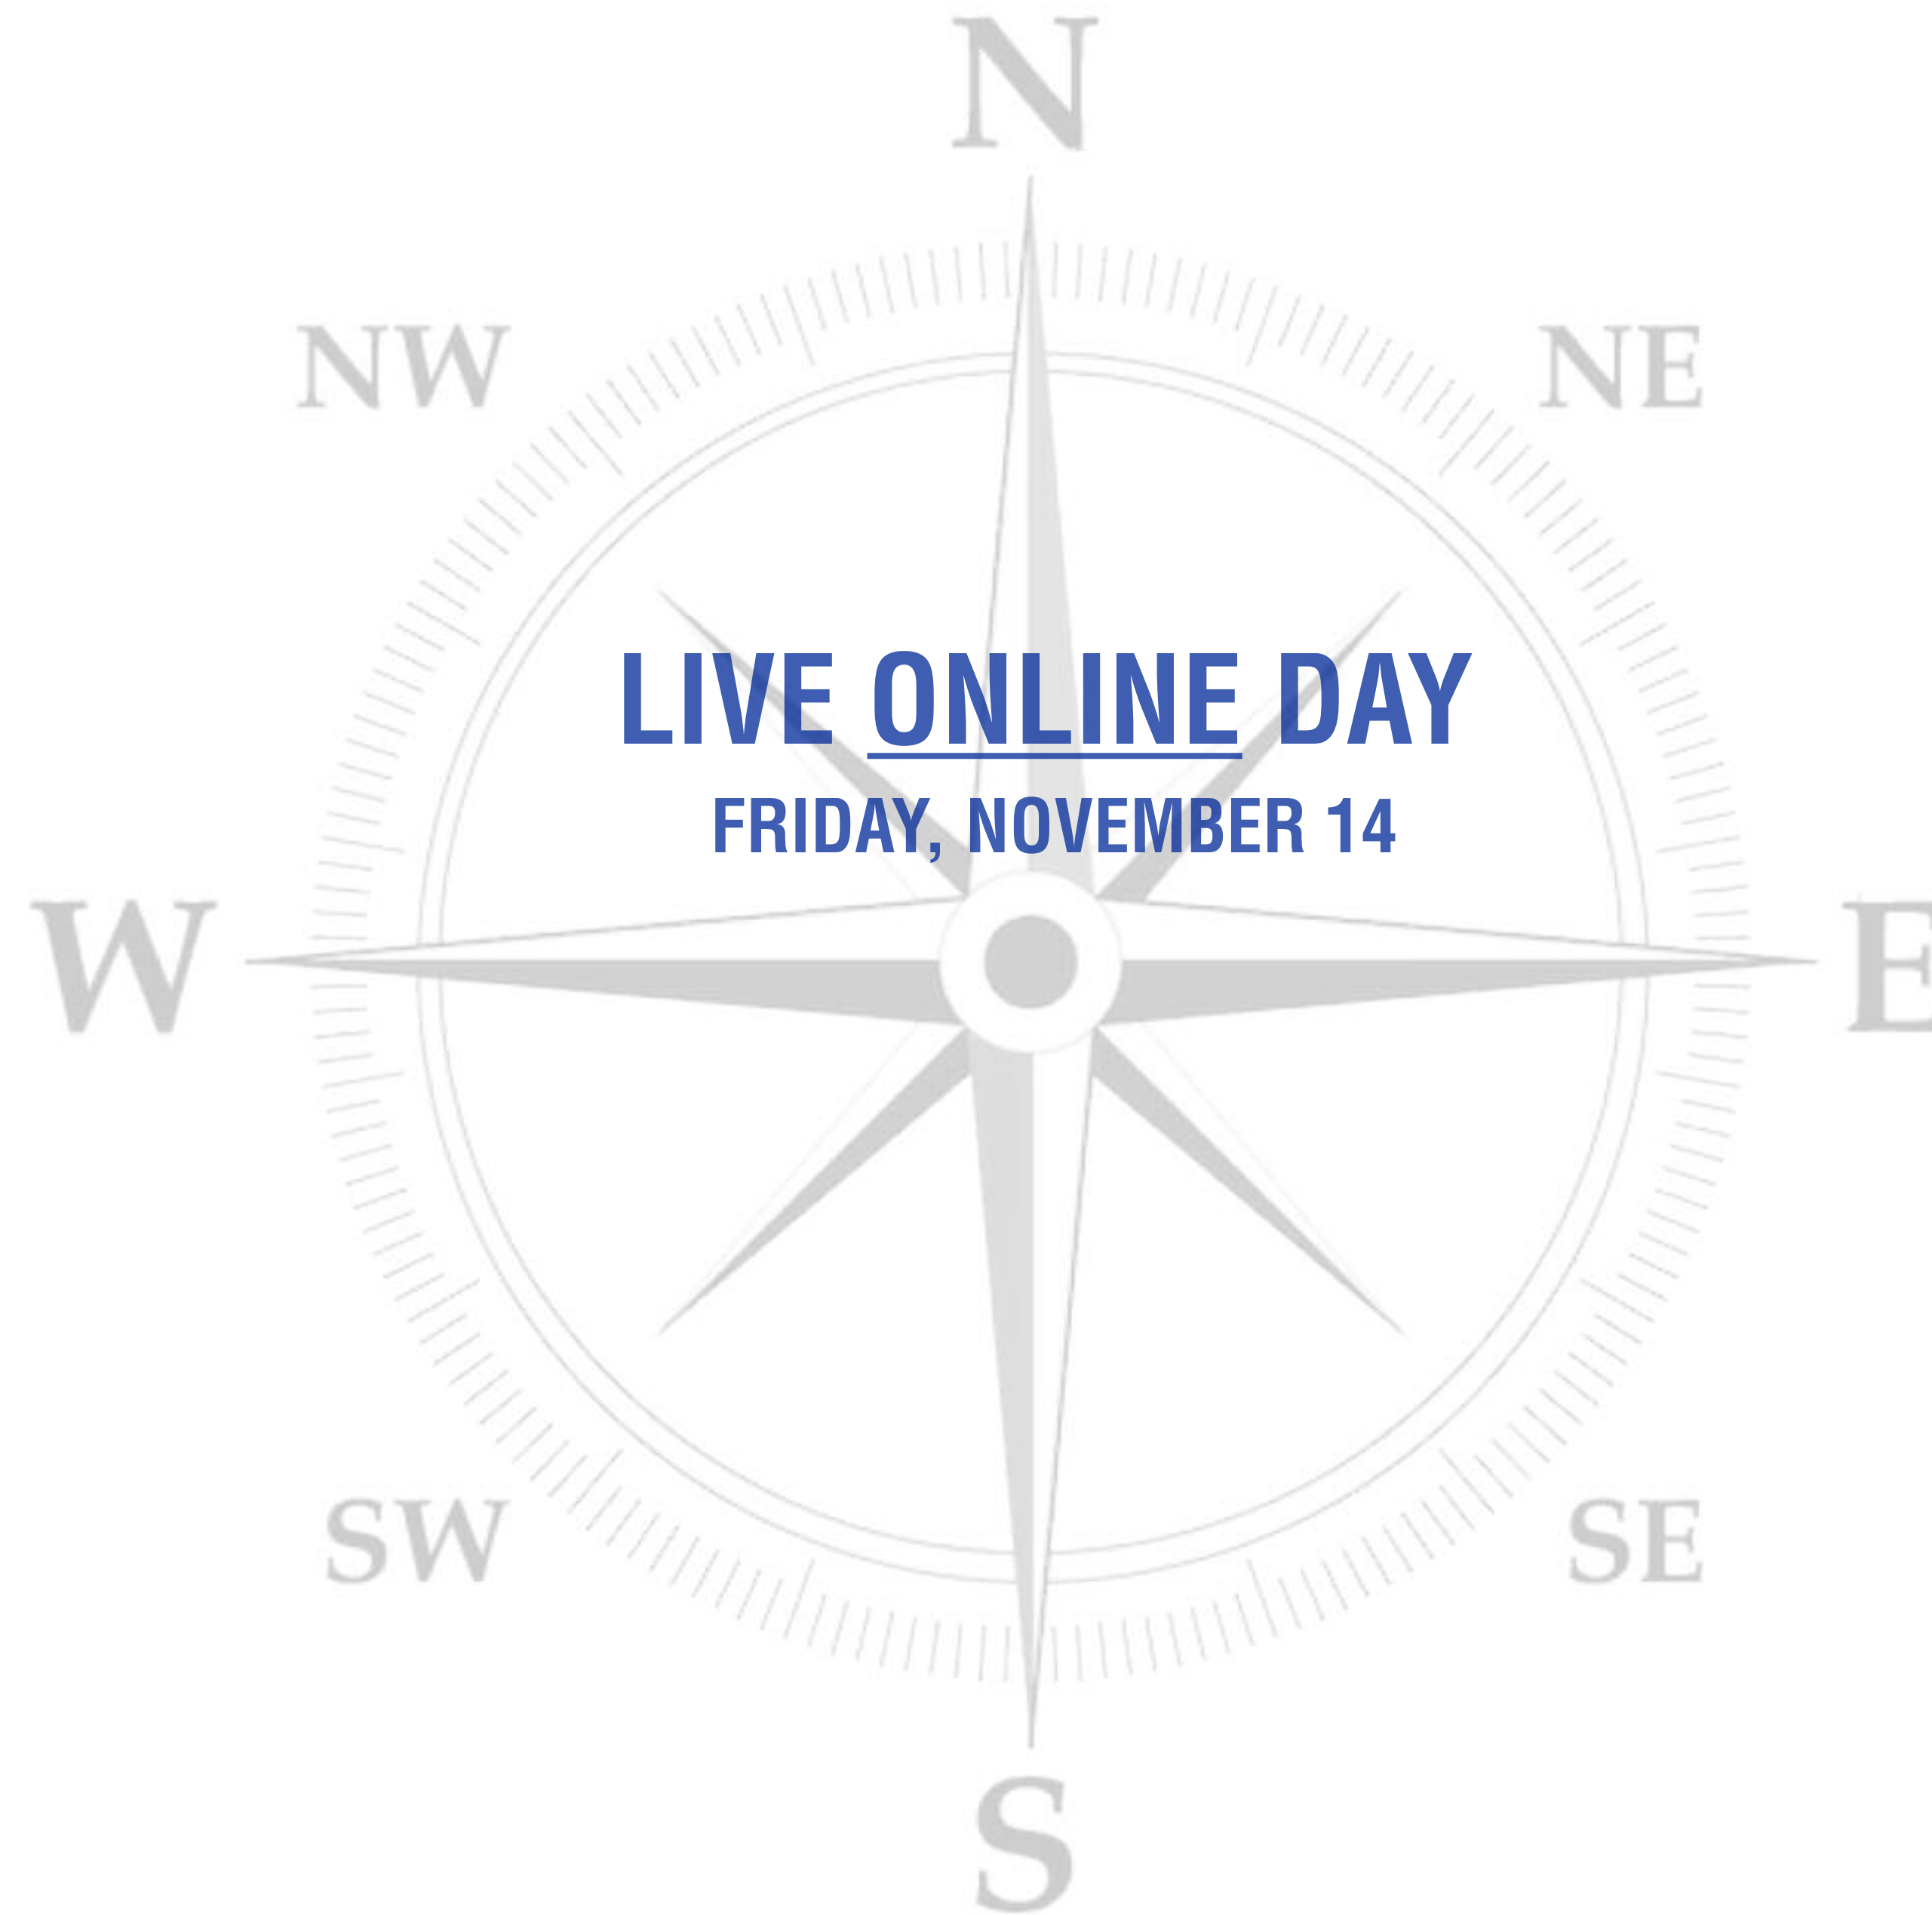 N
NW NE
LIVE ONLINE DAY
FRIDAY, NOVEMBER 14
W E
SW SE
S